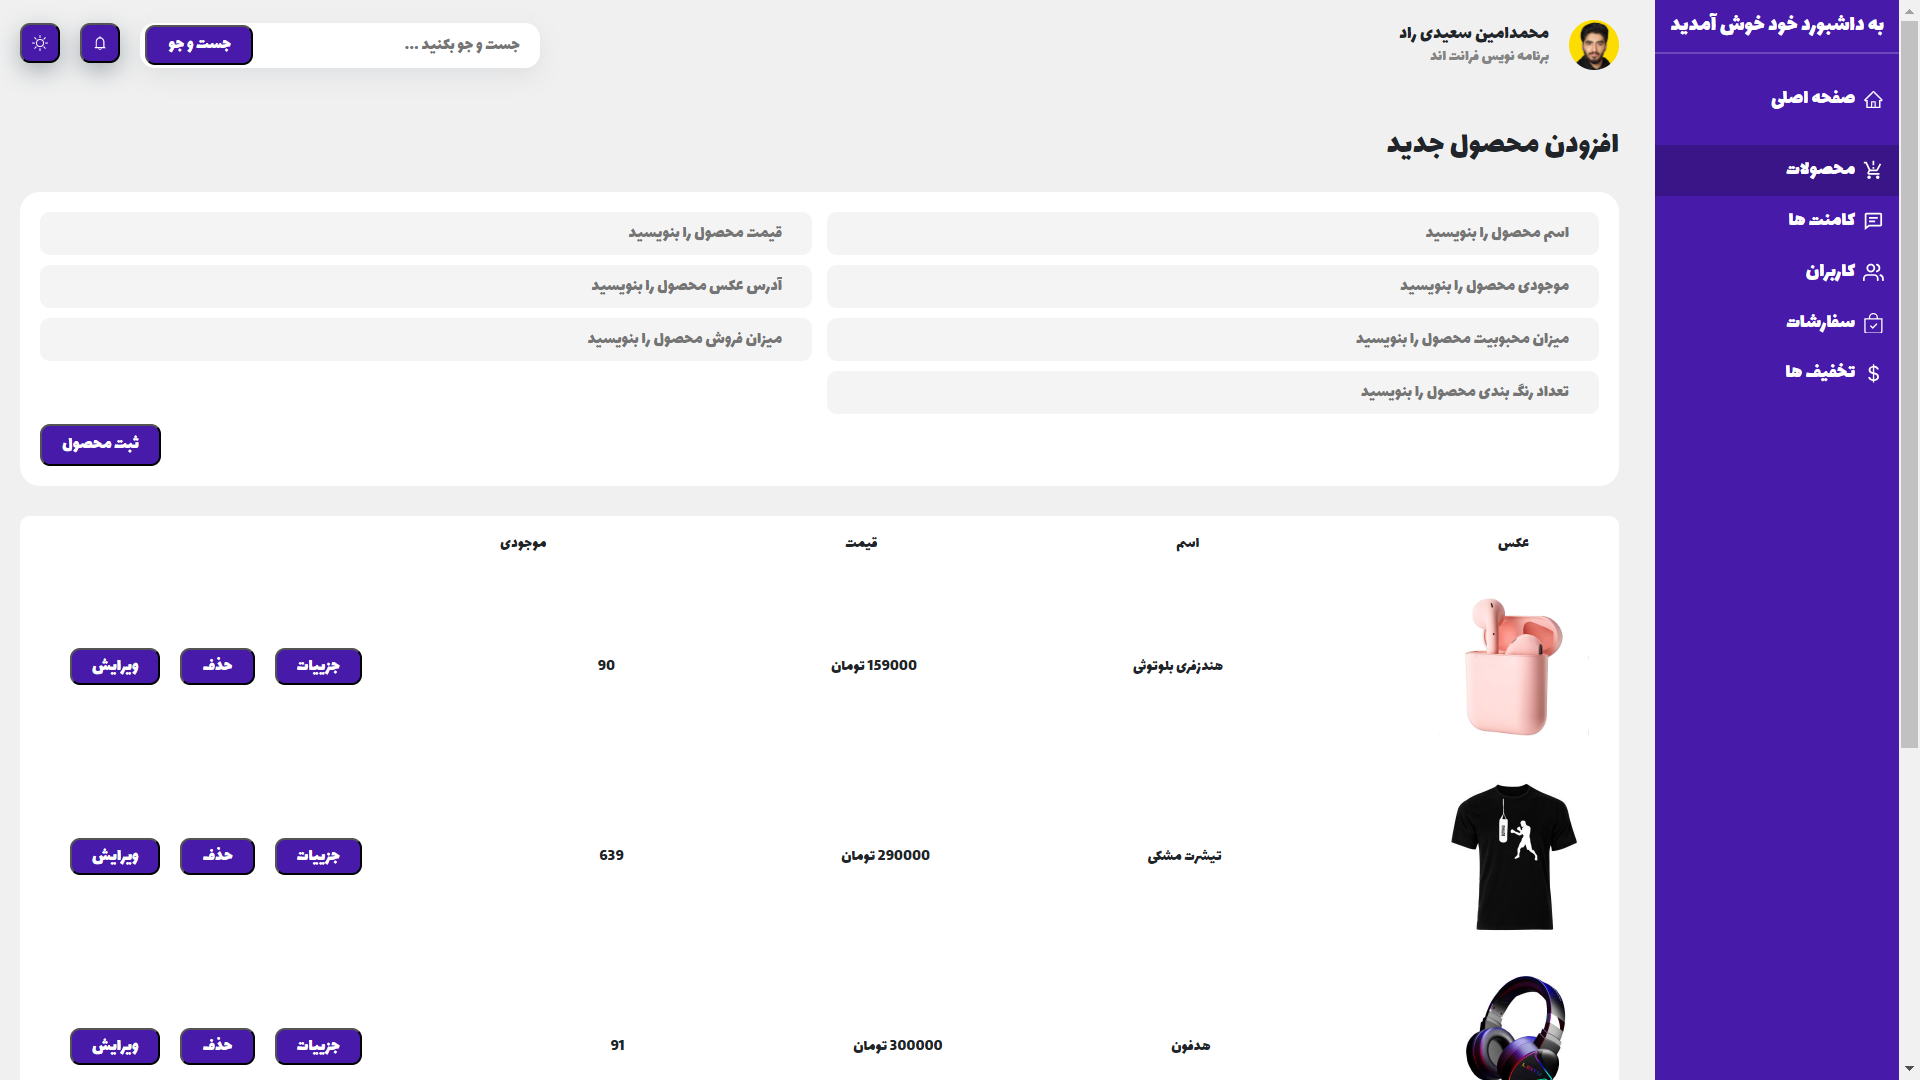 به داشبورد خود خوش آمدید
صفحه اصلی
محصولات
کامنت ها
کاربران
سفارشات
تخفیف ها
محمدامین سعیدی راد
برنامه نویس فرانت اند
جست و جو بکنید ...
جست و جو
افزودن محصول جدید
اسم محصول را بنویسید
قیمت محصول را بنویسید
موجودی محصول را بنویسید
آدرس عکس محصول را بنویسید
میزان محبوبیت محصول را بنویسید
میزان فروش محصول را بنویسید
تعداد رنگ بندی محصول را بنویسید
ثبت محصول
عکس اسم قیمت موجودی
هندزفری بلوتوثی 159000 تومان 90 جزییات حذف ویرایش
تیشرت مشکی 290000 تومان 639 جزییات حذف ویرایش
هدفون 300000 تومان 91 جزییات حذف ویرایش